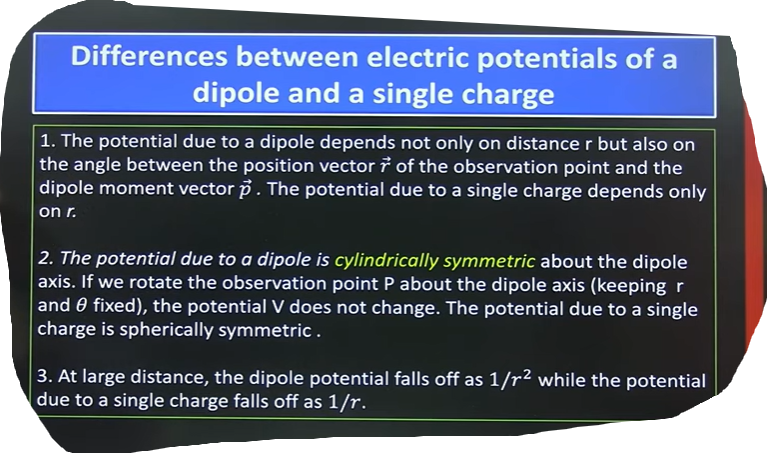 Differences between electric potentials of a
dipole and a single charge
1. The potential due to a dipole depends not only on distance r but also on
the angle between the position vector r⃗ of the observation point and the
dipole moment vector p⃗ . The potential due to a single charge depends only
on r.
2. The potential due to a dipole is cylindrically symmetric about the dipole
axis. If we rotate the observation point P about the dipole axis (keeping r
and θ fixed), the potential V does not change. The potential due to a single
charge is spherically symmetric .
3. At large distance, the dipole potential falls off as 1/r² while the potential
due to a single charge falls off as 1/r.